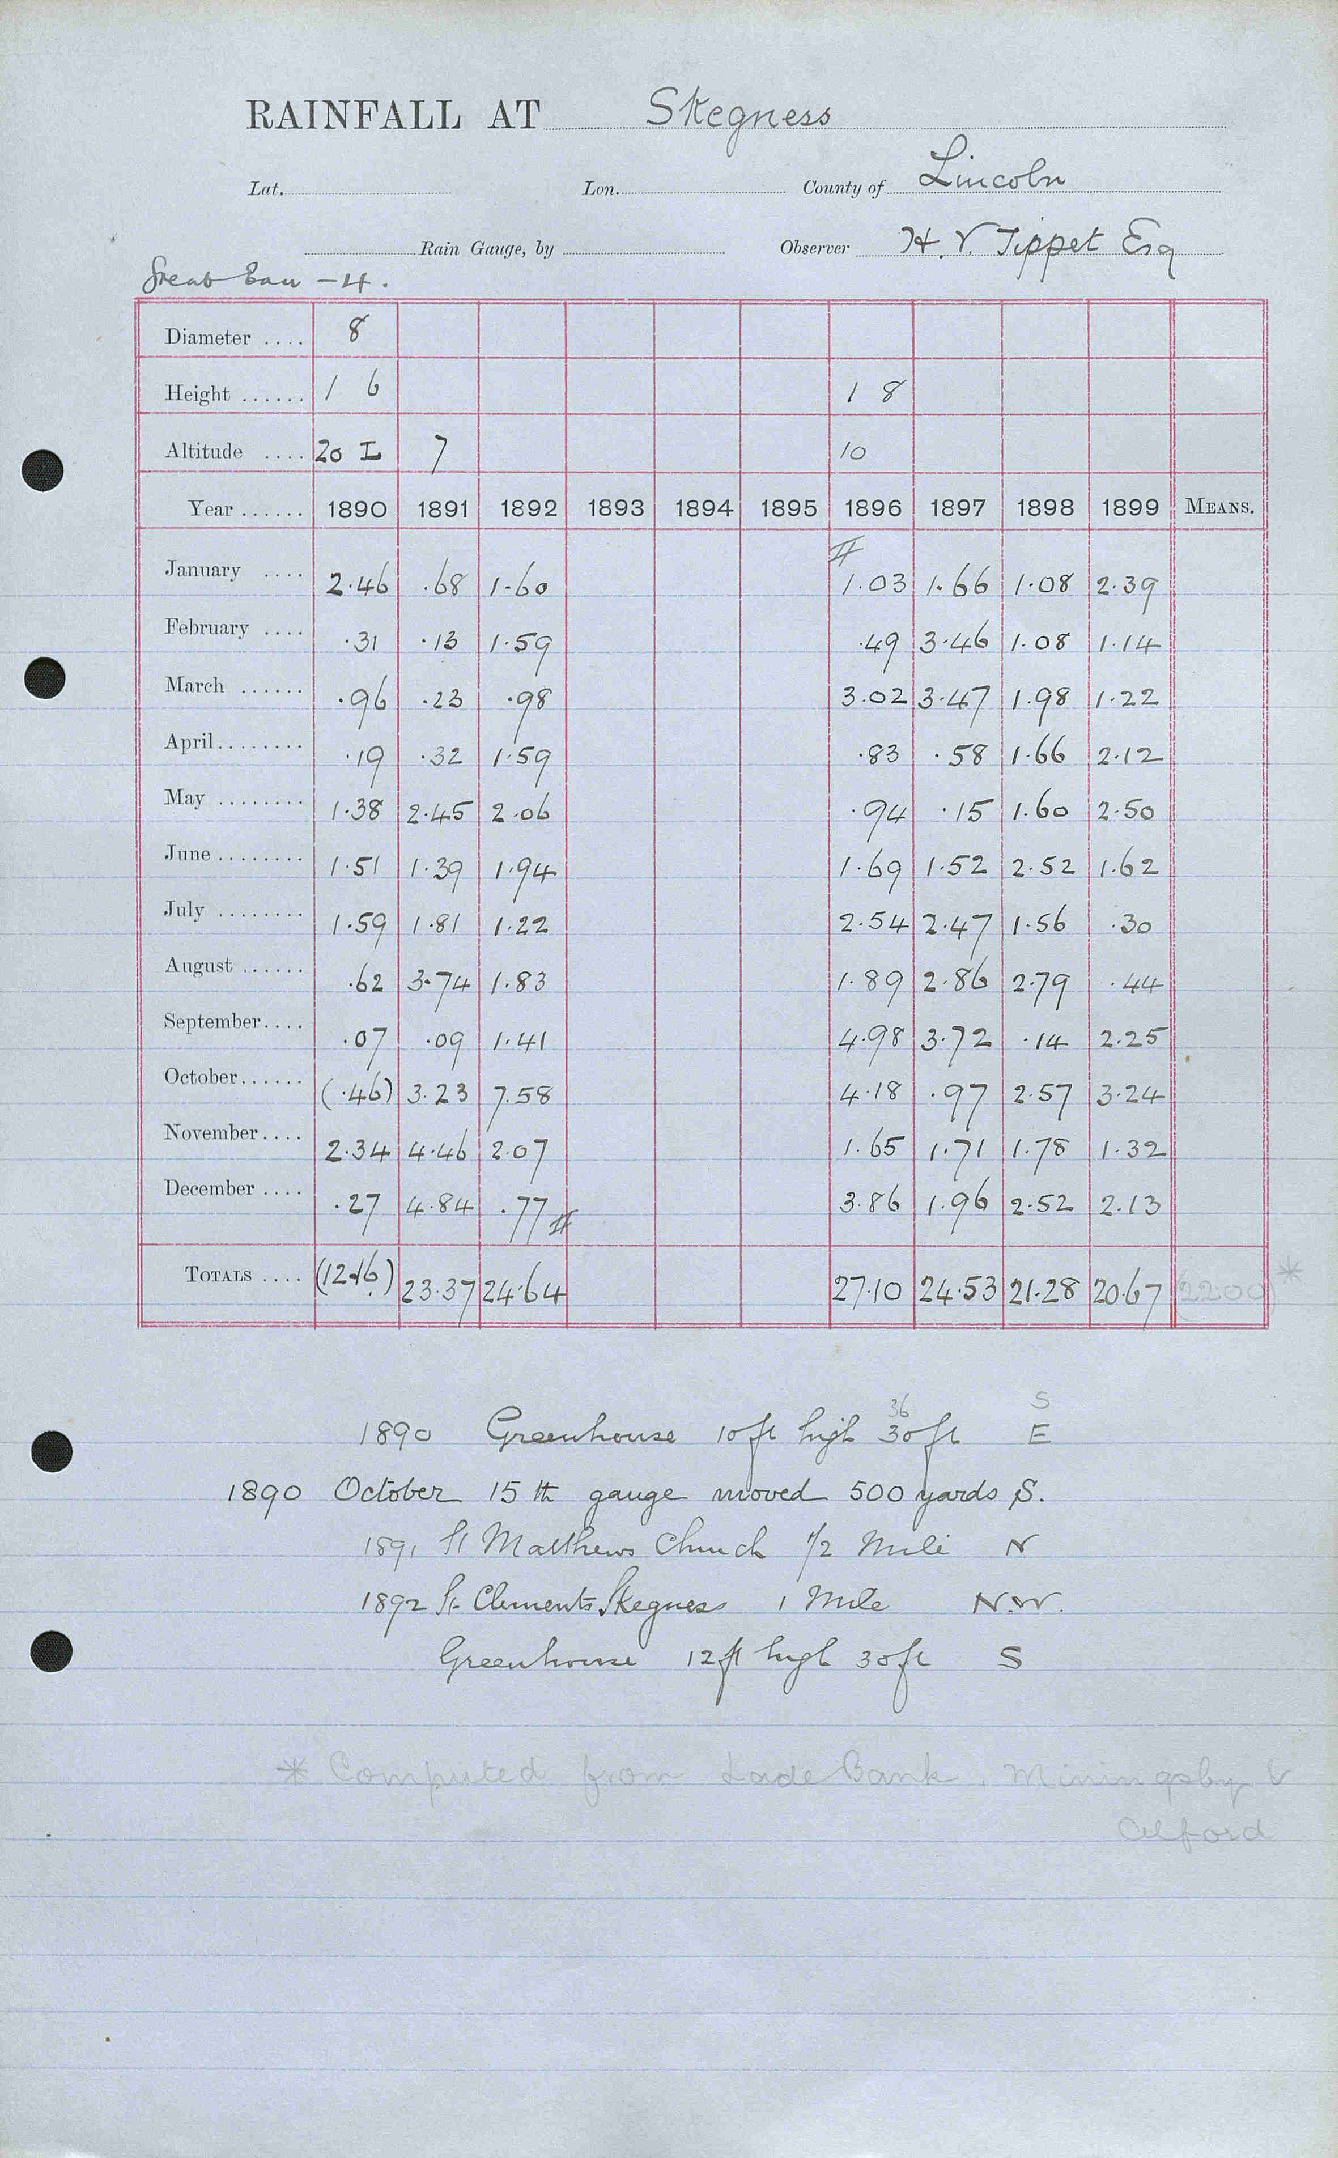 RAINFALL AT Skegness
Lat. Lon. County of Lincoln
Rain Gauge, by Observer H. V. Tippet Esq
Great Eau - 4.
Diameter .... 8
Height ...... 1 6 1 8
Altitude .... 20 L 7 10
Year ...... 1890 1891 1892 1893 1894 1895 1896 1897 1898 1899 MEANS.
#
January .... 2.46 .68 1.60 1.03 1.66 1.08 2.39
February .... .31 .13 1.59 .49 3.46 1.08 1.14
March ...... .96 .23 .98 3.02 3.47 1.98 1.22
April........ .19 .32 1.59 .83 .58 1.66 2.12
May ........ 1.38 2.45 2.06 .94 .15 1.60 2.50
June ........ 1.51 1.39 1.94 1.69 1.52 2.52 1.62
July ........ 1.59 1.81 1.22 2.54 2.47 1.56 .30
August ...... .62 3.74 1.83 1.89 2.86 2.79 .44
September.... .07 .09 1.41 4.98 3.72 .14 2.25
October...... (.46) 3.23 7.58 4.18 .97 2.57 3.24
November.... 2.34 4.46 2.07 1.65 1.71 1.78 1.32
December .... .27 4.84 .77 # 3.86 1.96 2.52 2.13
TOTALS .... (12.16) 23.37 24.64 27.10 24.53 21.28 20.67 (2200) *
36 S
1890 Greenhouse 10ft high 30ft E
1890 October 15th gauge moved 500 yards S.
1891 St Matthews Church 1/2 Mile N
1892 St. Clements Skegness 1 Mile N.W.
Greenhouse 12ft high 30ft S
* Computed from Lade Bank, Miningsby &
Alford